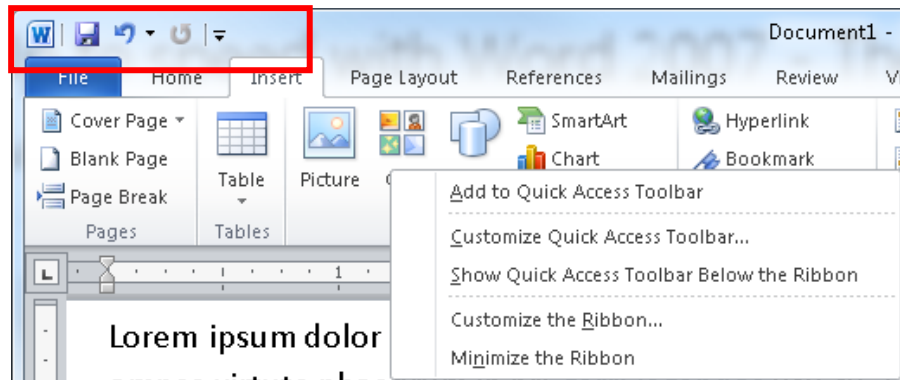 W
Document1 -
File Home Insert Page Layout References Mailings Review V
Cover Page
Blank Page
Page Break
Table
Picture
SmartArt
Chart
Hyperlink
Bookmark
Pages
Tables
Add to Quick Access Toolbar
Customize Quick Access Toolbar...
Show Quick Access Toolbar Below the Ribbon
Customize the Ribbon...
Minimize the Ribbon
L
1
Lorem ipsum dolor